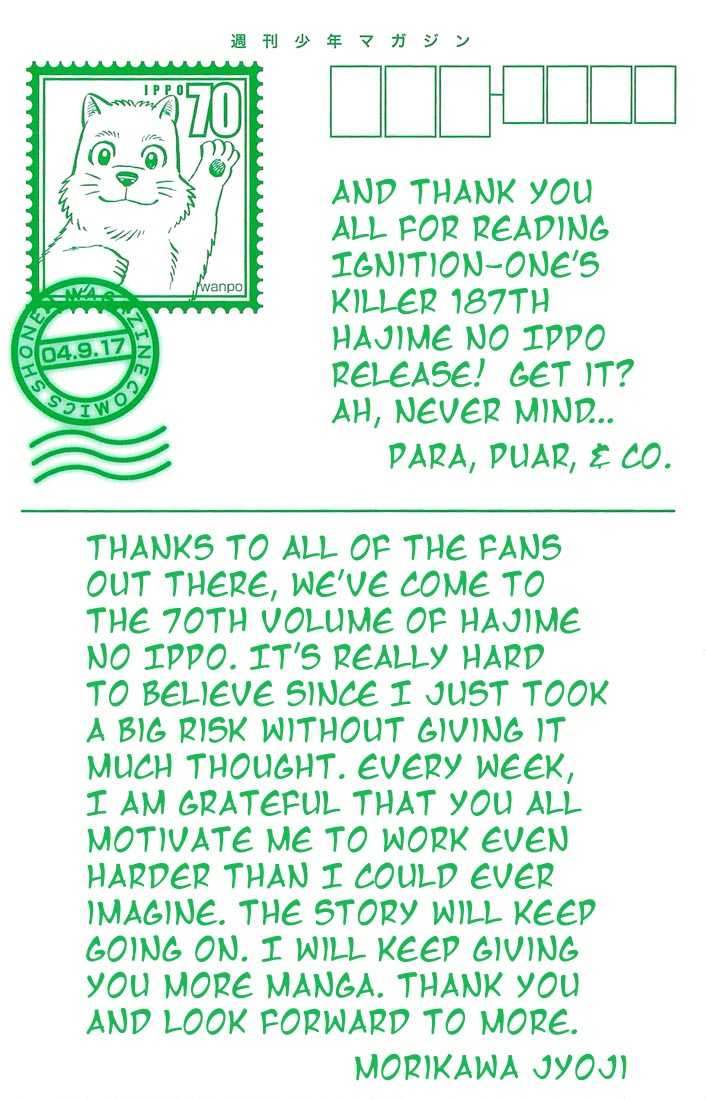 週刊少年マガジン
IPPO
70
wanpo
SHONEN MAGAZINE COMICS
04.9.17
AND THANK YOU
ALL FOR READING
IGNITION-ONE'S
KILLER 187TH
HAJIME NO IPPO
RELEASE! GET IT?
AH, NEVER MIND...
PARA, PUAR, & CO.
THANKS TO ALL OF THE FANS
OUT THERE, WE'VE COME TO
THE 70TH VOLUME OF HAJIME
NO IPPO. IT'S REALLY HARD
TO BELIEVE SINCE I JUST TOOK
A BIG RISK WITHOUT GIVING IT
MUCH THOUGHT. EVERY WEEK,
I AM GRATEFUL THAT YOU ALL
MOTIVATE ME TO WORK EVEN
HARDER THAN I COULD EVER
IMAGINE. THE STORY WILL KEEP
GOING ON. I WILL KEEP GIVING
YOU MORE MANGA. THANK YOU
AND LOOK FORWARD TO MORE.
MORIKAWA JYOJI